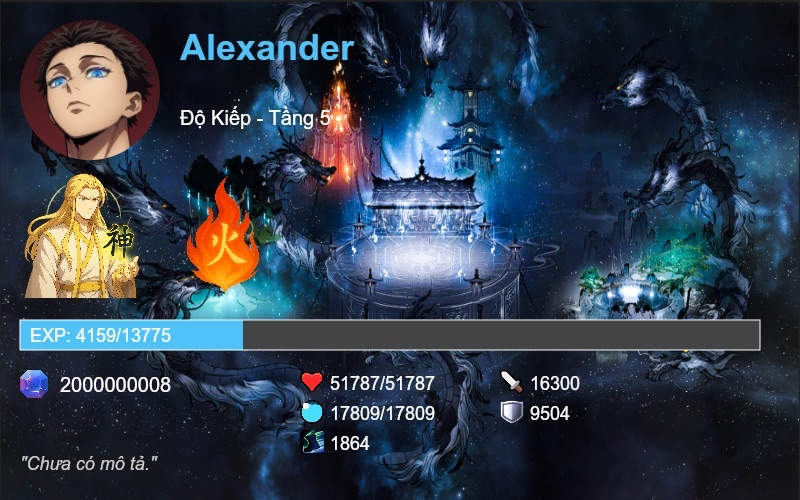 Alexander
Độ Kiếp - Tầng 5
神
火
EXP: 4159/13775
2000000008
51787/51787
16300
17809/17809
9504
1864
"Chưa có mô tả."